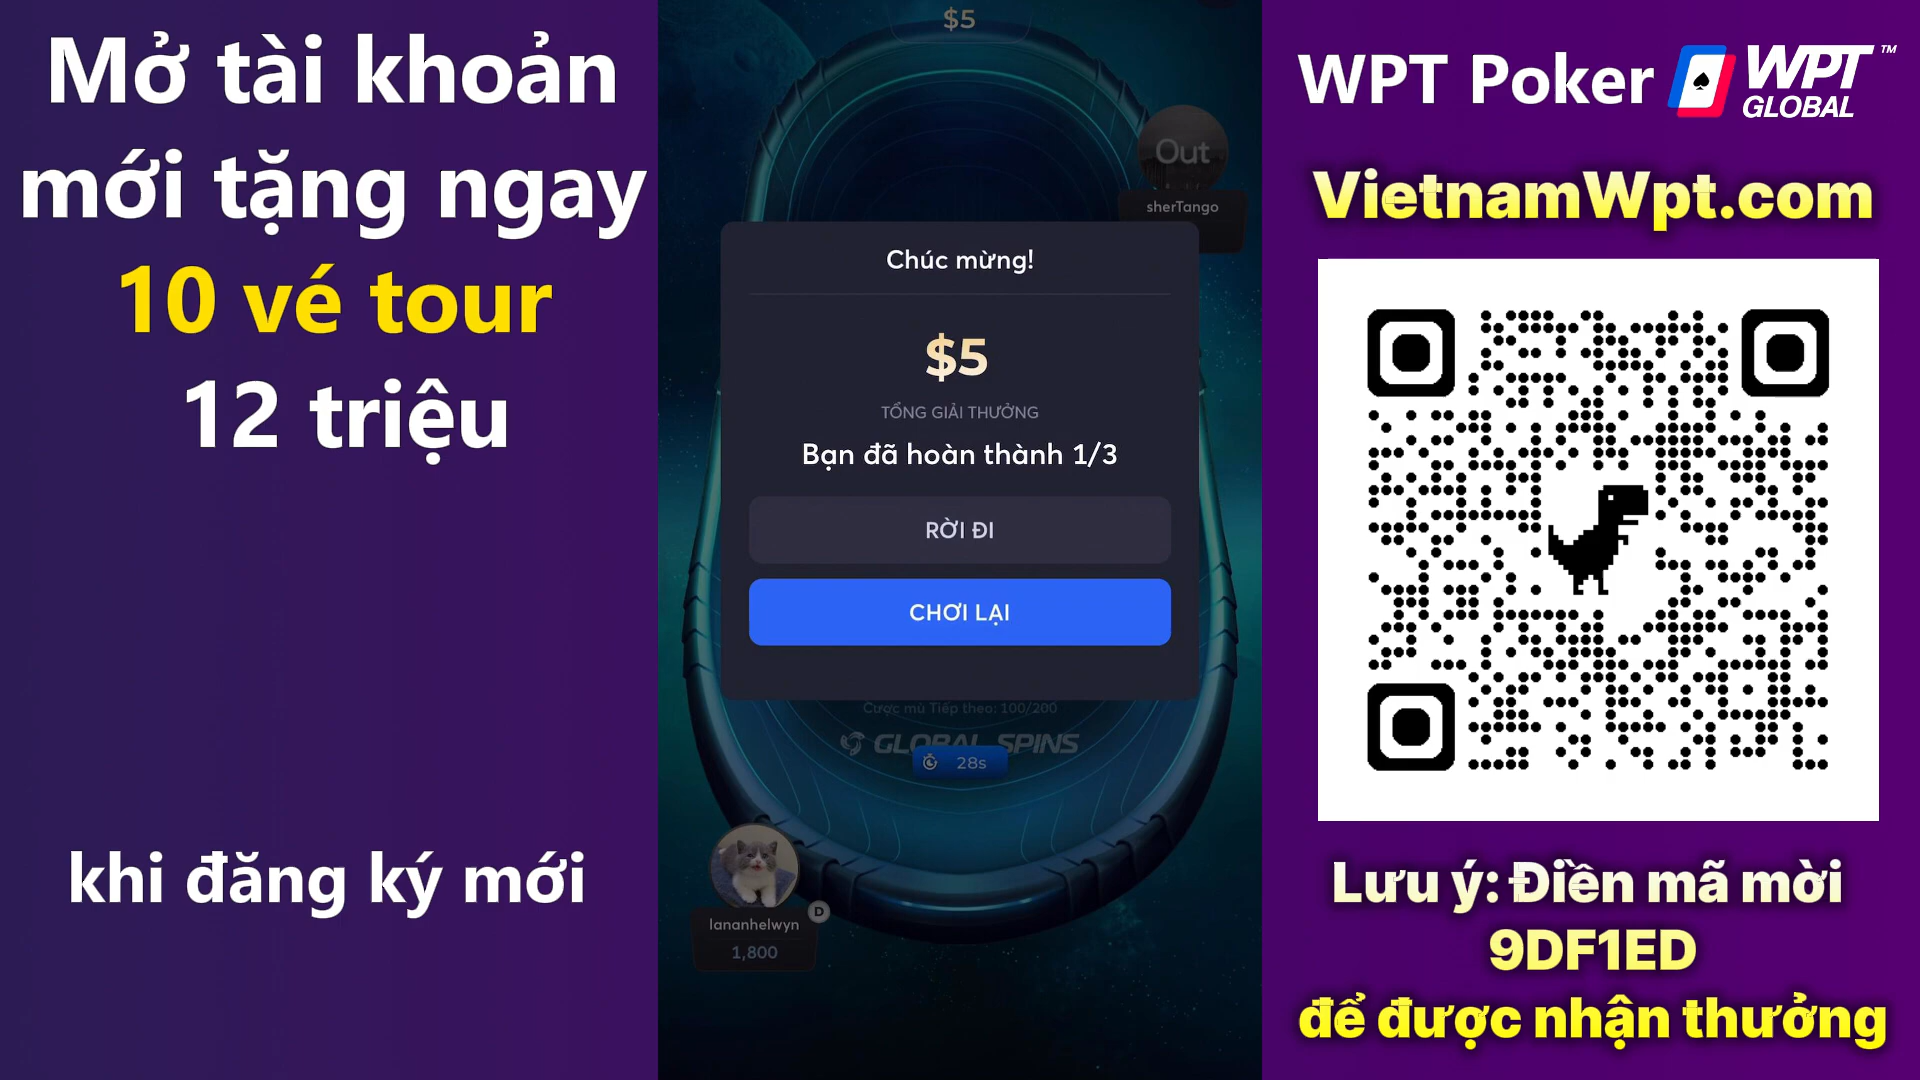 Mở tài khoản
mới tặng ngay
10 vé tour
12 triệu
khi đăng ký mới
$5
Out
sherTango
Chúc mừng!
$5
TỔNG GIẢI THƯỞNG
Bạn đã hoàn thành 1/3
RỜI ĐI
CHƠI LẠI
Cược mù Tiếp theo: 100/200
GLOBAL SPINS
28s
D
lananhelwyn
1,800
WPT Poker WPT™
GLOBAL
VietnamWpt.com
Lưu ý: Điền mã mời
9DF1ED
để được nhận thưởng